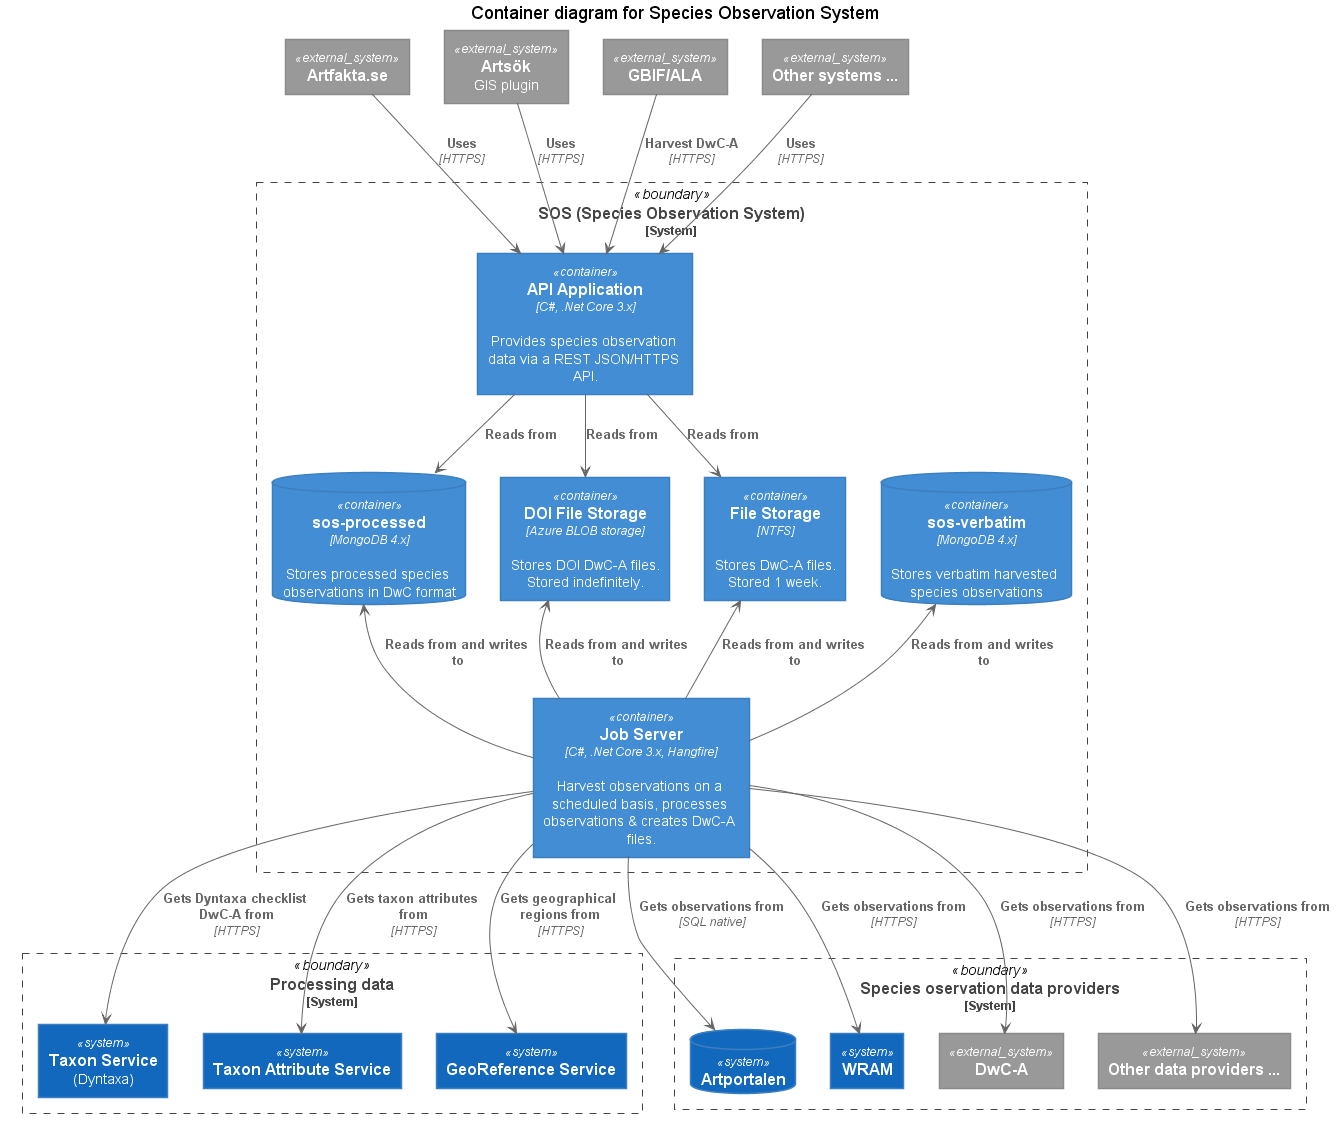 Container diagram for Species Observation System
«external_system»
Artfakta.se
«external_system»
Artsök
GIS plugin
«external_system»
GBIF/ALA
«external_system»
Other systems ...
Uses
[HTTPS]
Uses
[HTTPS]
Harvest DwC-A
[HTTPS]
Uses
[HTTPS]
«boundary»
SOS (Species Observation System)
[System]
«container»
API Application
[C#, .Net Core 3.x]
Provides species observation
data via a REST JSON/HTTPS
API.
Reads from
Reads from
Reads from
«container»
sos-processed
[MongoDB 4.x]
Stores processed species
observations in DwC format
«container»
DOI File Storage
[Azure BLOB storage]
Stores DOI DwC-A files.
Stored indefinitely.
«container»
File Storage
[NTFS]
Stores DwC-A files.
Stored 1 week.
«container»
sos-verbatim
[MongoDB 4.x]
Stores verbatim harvested
species observations
Reads from and writes
to
Reads from and writes
to
Reads from and writes
to
Reads from and writes
to
«container»
Job Server
[C#, .Net Core 3.x, Hangfire]
Harvest observations on a
scheduled basis, processes
observations & creates DwC-A
files.
Gets Dyntaxa checklist
DwC-A from
[HTTPS]
Gets taxon attributes
from
[HTTPS]
Gets geographical
regions from
[HTTPS]
Gets observations from
[SQL native]
Gets observations from
[HTTPS]
Gets observations from
[HTTPS]
Gets observations from
[HTTPS]
«boundary»
Processing data
[System]
«system»
Taxon Service
(Dyntaxa)
«system»
Taxon Attribute Service
«system»
GeoReference Service
«boundary»
Species oservation data providers
[System]
«system»
Artportalen
«system»
WRAM
«external_system»
DwC-A
«external_system»
Other data providers ...